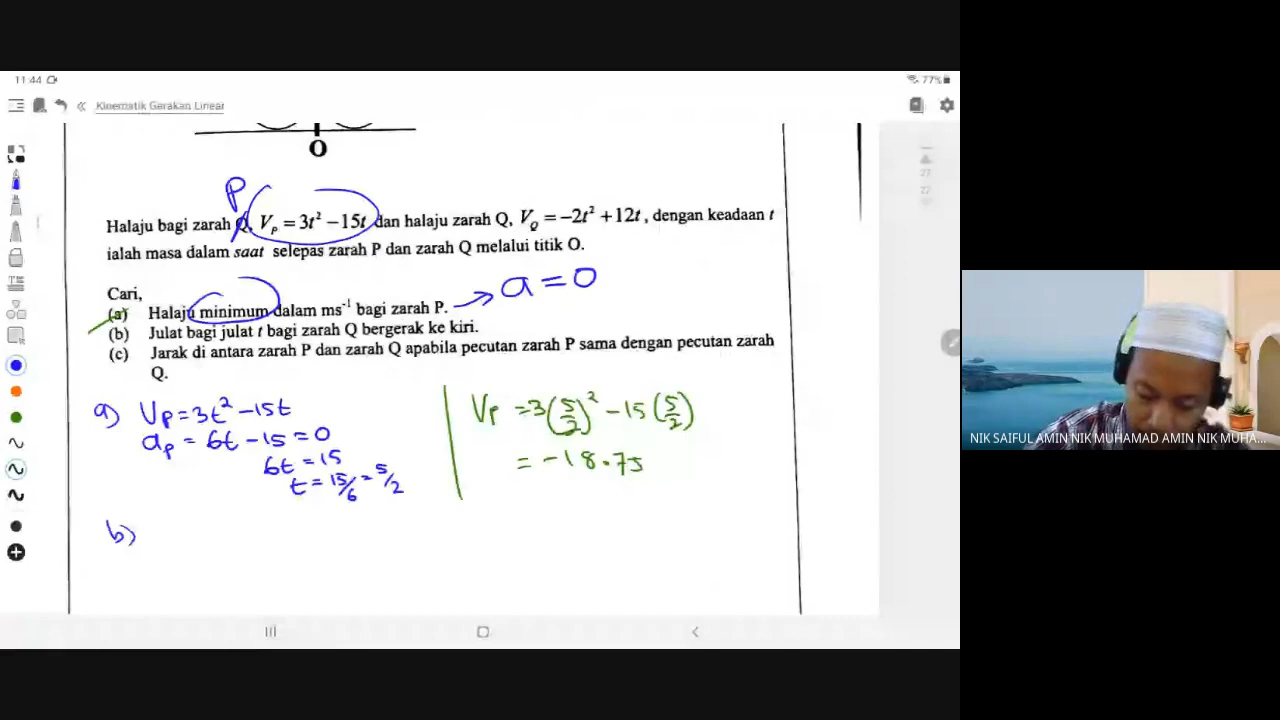 11:44
77%
Kinematik Gerakan Linear
O
P
Halaju bagi zarah Q, Vₚ = 3t² −15t dan halaju zarah Q, V_Q = −2t² +12t, dengan keadaan t
ialah masa dalam saat selepas zarah P dan zarah Q melalui titik O.
Cari,
a = 0
(a) Halaju minimum dalam ms⁻¹ bagi zarah P.
(b) Julat bagi julat t bagi zarah Q bergerak ke kiri.
(c) Jarak di antara zarah P dan zarah Q apabila pecutan zarah P sama dengan pecutan zarah
Q.
a) Vp = 3t² − 15t
ap = 6t − 15 = 0
6t = 15
t = 15/6 = 5/2
Vp = 3(5/2)² − 15(5/2)
= −18.75
b)
27
NIK SAIFUL AMIN NIK MUHAMAD AMIN NIK MUHA...